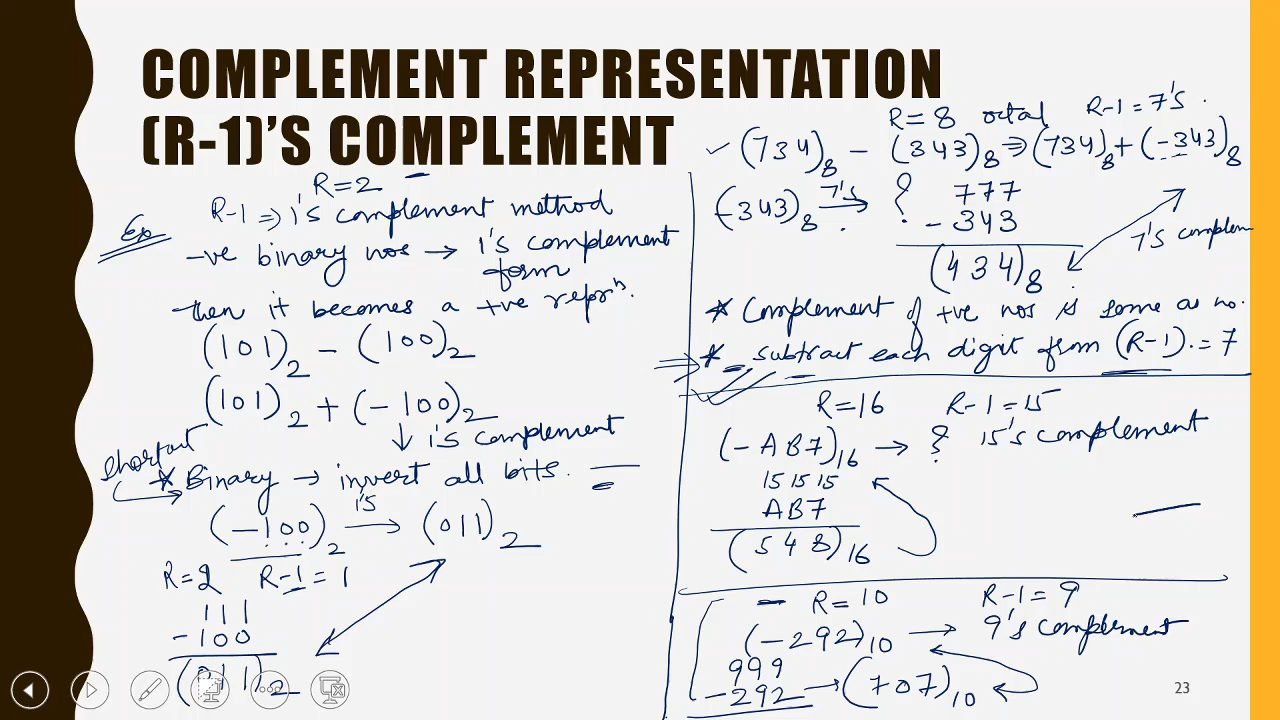 COMPLEMENT REPRESENTATION
(R-1)'S COMPLEMENT
R=2
Ex R-1 ⇒ 1's complement method
-ve binary nos → 1's complement
form
then it becomes a +ve reprⁿ.
(101)₂ - (100)₂
(101)₂ + (-100)₂
↓ 1's complement
Shortcut
* Binary → invert all bits.
(-100)₂ 1's → (011)₂
R=2 R-1 = 1
111
-100
(011)₂
R=8 octal R-1=7's
(734)₈ - (343)₈ ⇒ (734)₈ + (-343)₈
(-343)₈ 7's → ? 777
-343
(434)₈
7's complem
* Complement of +ve nos is same as no.
* - subtract each digit from (R-1). = 7
R=16 R-1=15
(-AB7)₁₆ → ? 15's complement
15 15 15
AB7
(548)₁₆
R=10 R-1=9
(-292)₁₀ → 9's complement
999
-292 → (707)₁₀
23